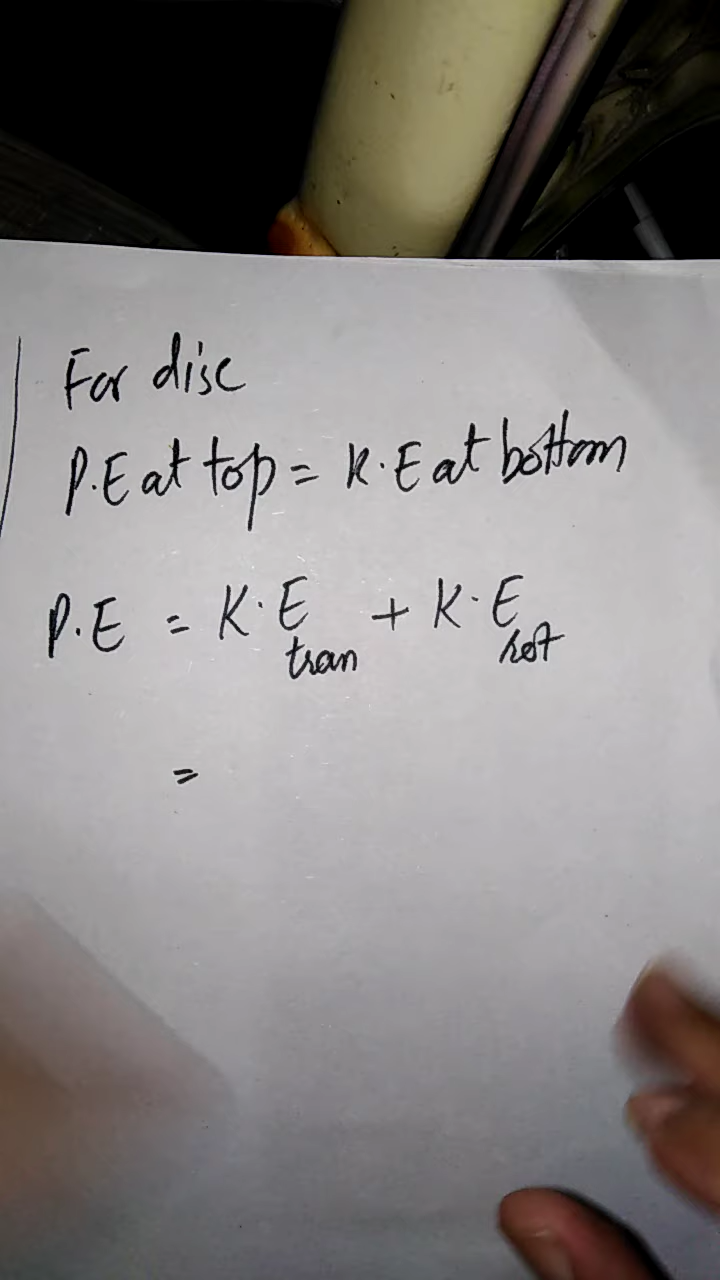 For disc
P.E at top = K.E at bottom
P.E = K.E tran + K.E rot
=